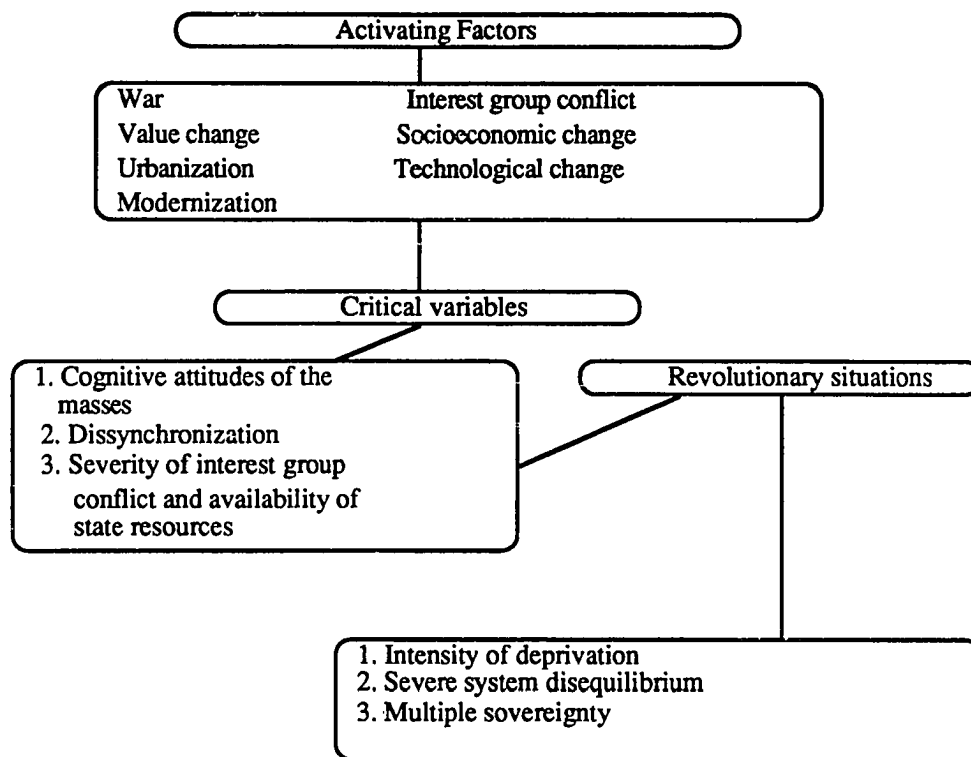 Activating Factors
War
Interest group conflict
Value change
Socioeconomic change
Urbanization
Technological change
Modernization
Critical variables
1. Cognitive attitudes of the
masses
2. Dissynchronization
3. Severity of interest group
conflict and availability of
state resources
Revolutionary situations
1. Intensity of deprivation
2. Severe system disequilibrium
3. Multiple sovereignty